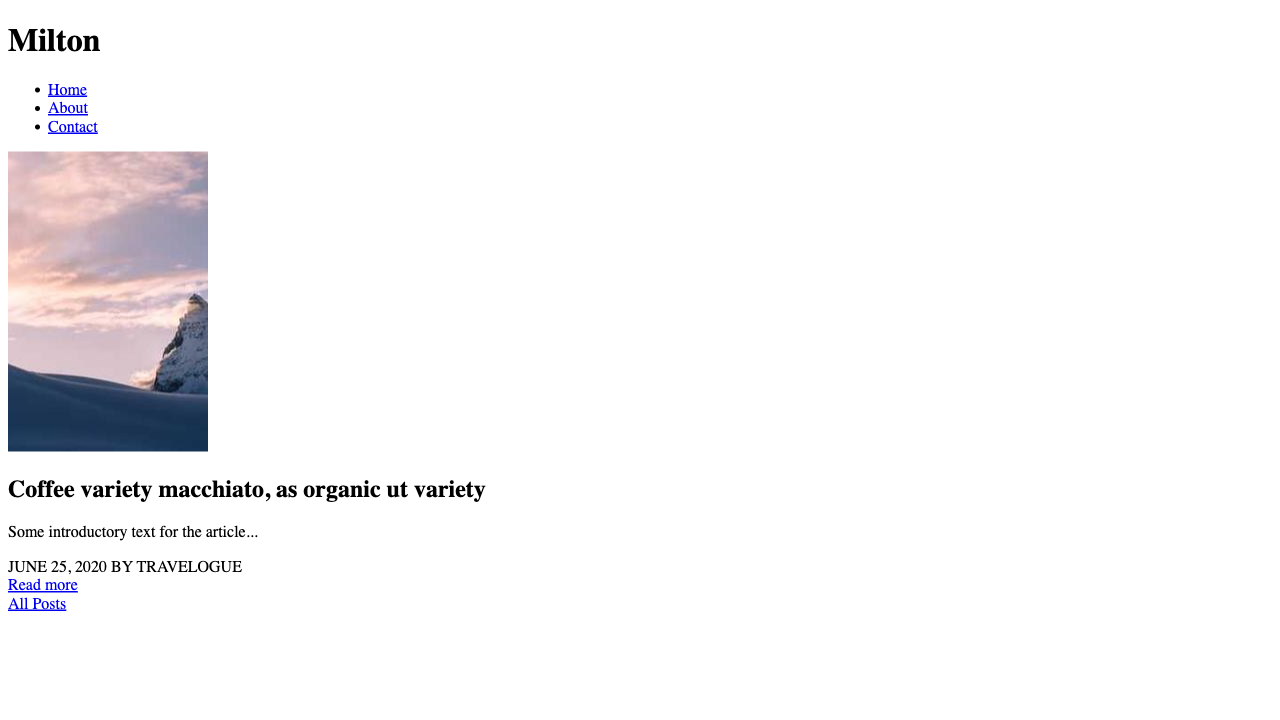 Milton
Home
About
Contact
Coffee variety macchiato, as organic ut variety
Some introductory text for the article...
JUNE 25, 2020 BY TRAVELOGUE
Read more
All Posts